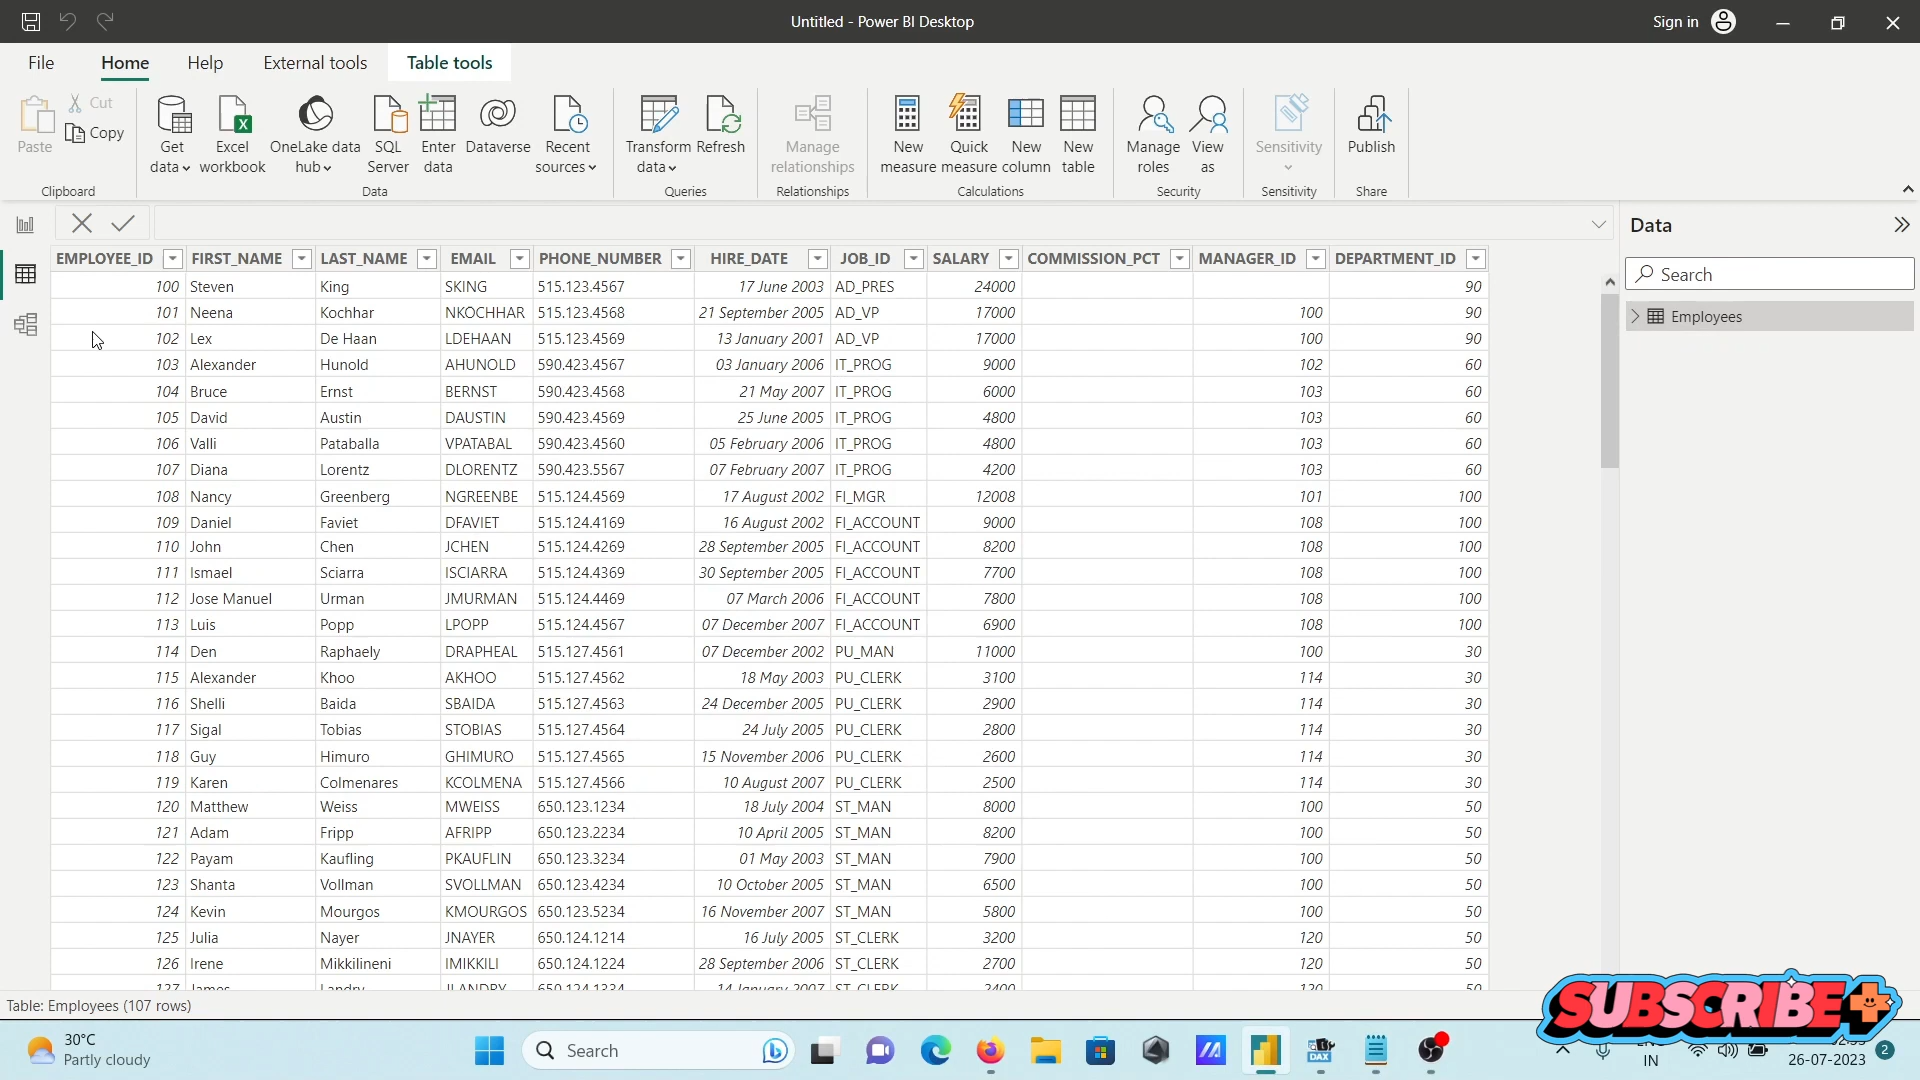 Untitled - Power BI Desktop
Sign in
File Home Help External tools Table tools
Paste Cut Copy
Get data Excel workbook OneLake data hub SQL Server Enter data Dataverse Recent sources
Transform data Refresh
Manage relationships
New measure Quick measure New column New table
Manage roles View as
Sensitivity
Publish
Clipboard Data Queries Relationships Calculations Security Sensitivity Share
Data
Search
Employees
EMPLOYEE_ID FIRST_NAME LAST_NAME EMAIL PHONE_NUMBER HIRE_DATE JOB_ID SALARY COMMISSION_PCT MANAGER_ID DEPARTMENT_ID
100 Steven King SKING 515.123.4567 17 June 2003 AD_PRES 24000 90
101 Neena Kochhar NKOCHHAR 515.123.4568 21 September 2005 AD_VP 17000 100 90
102 Lex De Haan LDEHAAN 515.123.4569 13 January 2001 AD_VP 17000 100 90
103 Alexander Hunold AHUNOLD 590.423.4567 03 January 2006 IT_PROG 9000 102 60
104 Bruce Ernst BERNST 590.423.4568 21 May 2007 IT_PROG 6000 103 60
105 David Austin DAUSTIN 590.423.4569 25 June 2005 IT_PROG 4800 103 60
106 Valli Pataballa VPATABAL 590.423.4560 05 February 2006 IT_PROG 4800 103 60
107 Diana Lorentz DLORENTZ 590.423.5567 07 February 2007 IT_PROG 4200 103 60
108 Nancy Greenberg NGREENBE 515.124.4569 17 August 2002 FI_MGR 12008 101 100
109 Daniel Faviet DFAVIET 515.124.4169 16 August 2002 FI_ACCOUNT 9000 108 100
110 John Chen JCHEN 515.124.4269 28 September 2005 FI_ACCOUNT 8200 108 100
111 Ismael Sciarra ISCIARRA 515.124.4369 30 September 2005 FI_ACCOUNT 7700 108 100
112 Jose Manuel Urman JMURMAN 515.124.4469 07 March 2006 FI_ACCOUNT 7800 108 100
113 Luis Popp LPOPP 515.124.4567 07 December 2007 FI_ACCOUNT 6900 108 100
114 Den Raphaely DRAPHEAL 515.127.4561 07 December 2002 PU_MAN 11000 100 30
115 Alexander Khoo AKHOO 515.127.4562 18 May 2003 PU_CLERK 3100 114 30
116 Shelli Baida SBAIDA 515.127.4563 24 December 2005 PU_CLERK 2900 114 30
117 Sigal Tobias STOBIAS 515.127.4564 24 July 2005 PU_CLERK 2800 114 30
118 Guy Himuro GHIMURO 515.127.4565 15 November 2006 PU_CLERK 2600 114 30
119 Karen Colmenares KCOLMENA 515.127.4566 10 August 2007 PU_CLERK 2500 114 30
120 Matthew Weiss MWEISS 650.123.1234 18 July 2004 ST_MAN 8000 100 50
121 Adam Fripp AFRIPP 650.123.2234 10 April 2005 ST_MAN 8200 100 50
122 Payam Kaufling PKAUFLIN 650.123.3234 01 May 2003 ST_MAN 7900 100 50
123 Shanta Vollman SVOLLMAN 650.123.4234 10 October 2005 ST_MAN 6500 100 50
124 Kevin Mourgos KMOURGOS 650.123.5234 16 November 2007 ST_MAN 5800 100 50
125 Julia Nayer JNAYER 650.124.1214 16 July 2005 ST_CLERK 3200 120 50
126 Irene Mikkilineni IMIKKILI 650.124.1224 28 September 2006 ST_CLERK 2700 120 50
127 James Landry JLANDRY 650.124.1334 14 January 2007 ST_CLERK 2400 120 50
Table: Employees (107 rows)
SUBSCRIBE
30°C
Partly cloudy
Search
DAX
IN
26-07-2023
2